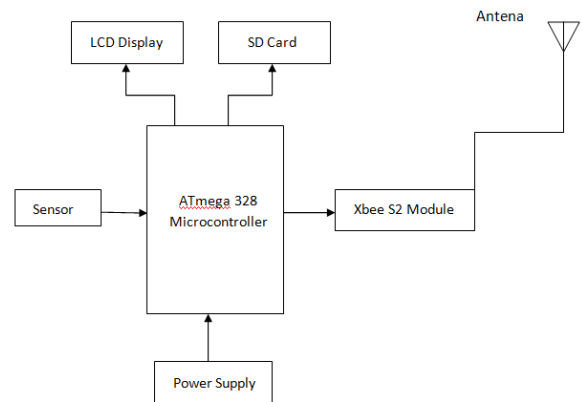 Antena
LCD Display
SD Card
Sensor
ATmega 328
Microcontroller
Xbee S2 Module
Power Supply